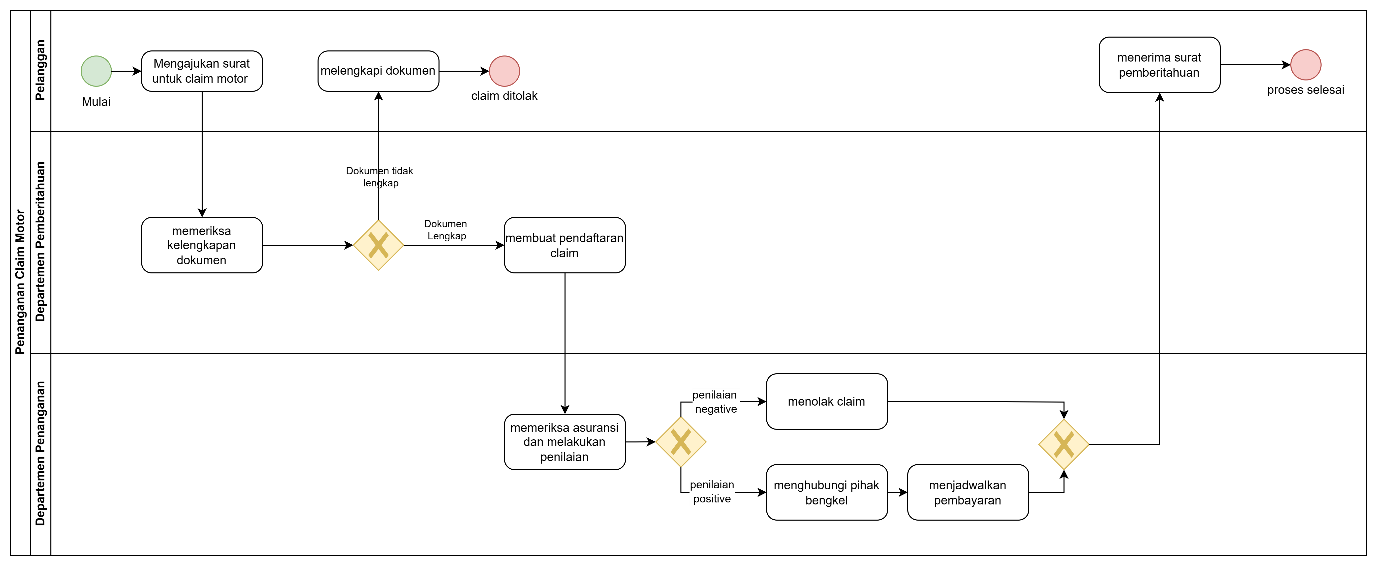 Penanganan Claim Motor
Pelanggan
Mulai
Mengajukan surat
untuk claim motor
melengkapi dokumen
claim ditolak
menerima surat
pemberitahuan
proses selesai
Departemen Pemberitahuan
memeriksa
kelengkapan
dokumen
Dokumen tidak
lengkap
Dokumen
Lengkap
membuat pendaftaran
claim
Departemen Penanganan
memeriksa asuransi
dan melakukan
penilaian
penilaian
negative
menolak claim
penilaian
positive
menghubungi pihak
bengkel
menjadwalkan
pembayaran